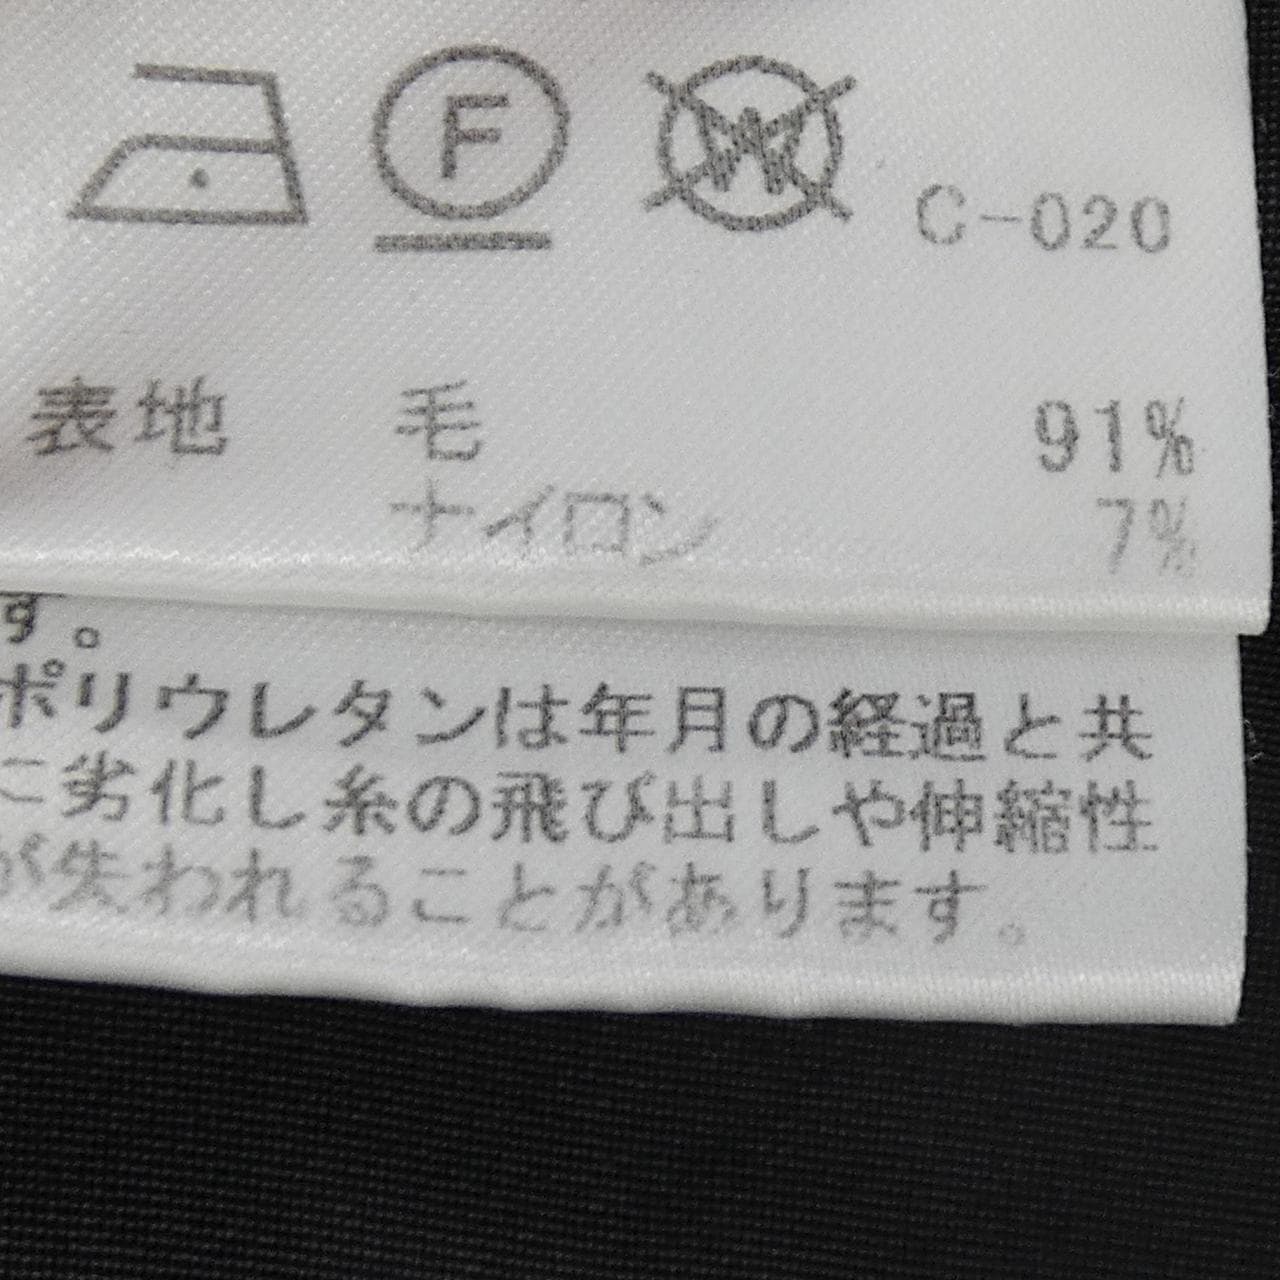 F W C-020
表地 毛 91%
ナイロン 7%
す。
ポリウレタンは年月の経過と共
に劣化し糸の飛び出しや伸縮性
が失われることがあります。